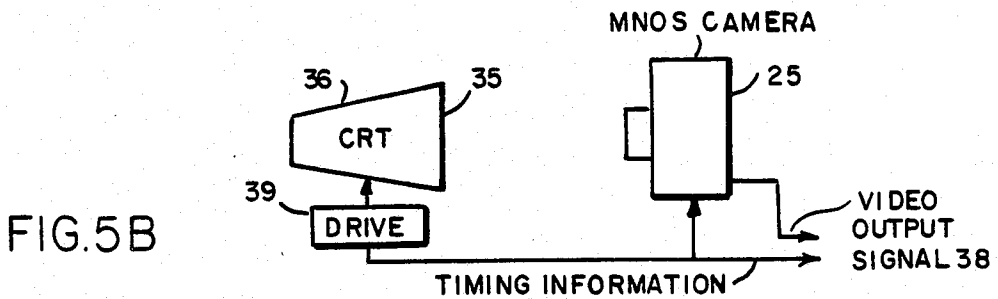 MNOS CAMERA
36
35
25
CRT
39
DRIVE
FIG.5B
VIDEO
OUTPUT
SIGNAL 38
TIMING INFORMATION